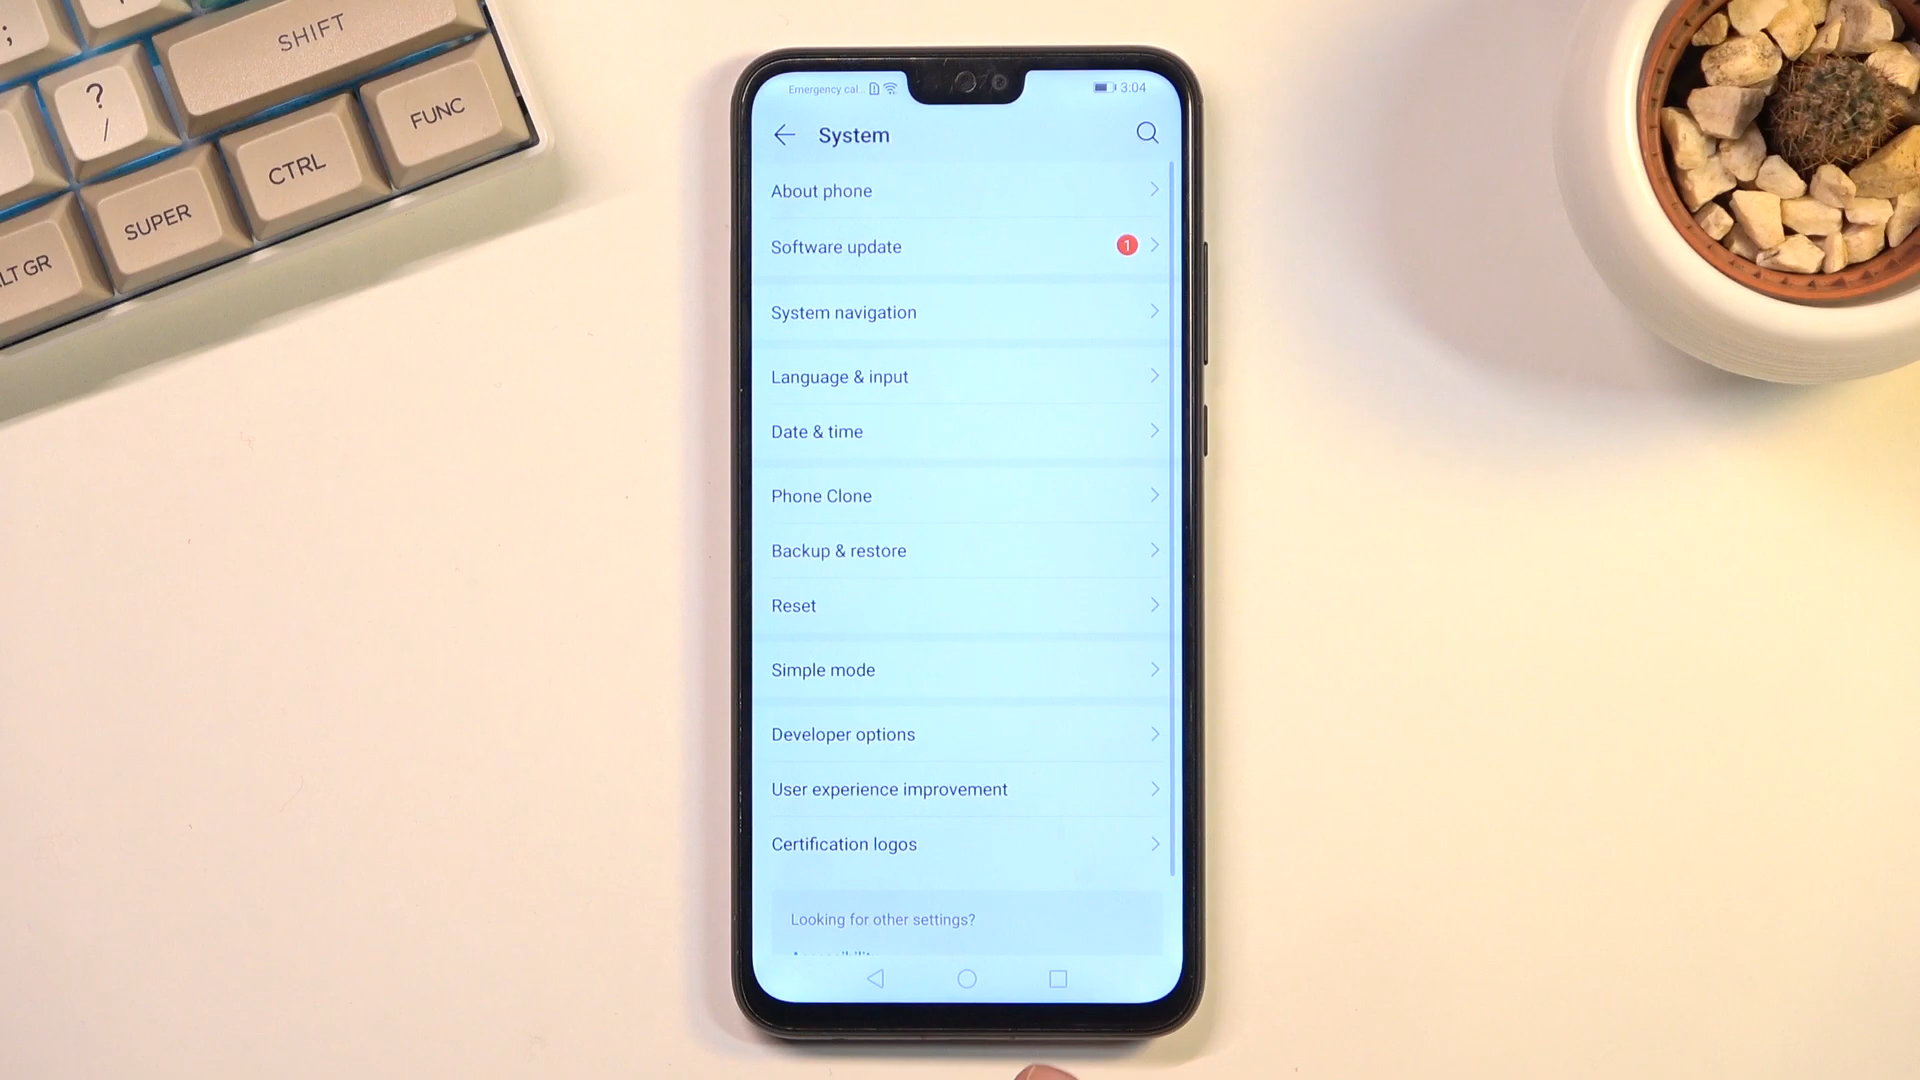 ;
SHIFT
?
/
CTRL
FUNC
SUPER
LT GR
Emergency cal...
3:04
System
About phone
Software update
1
System navigation
Language & input
Date & time
Phone Clone
Backup & restore
Reset
Simple mode
Developer options
User experience improvement
Certification logos
Looking for other settings?